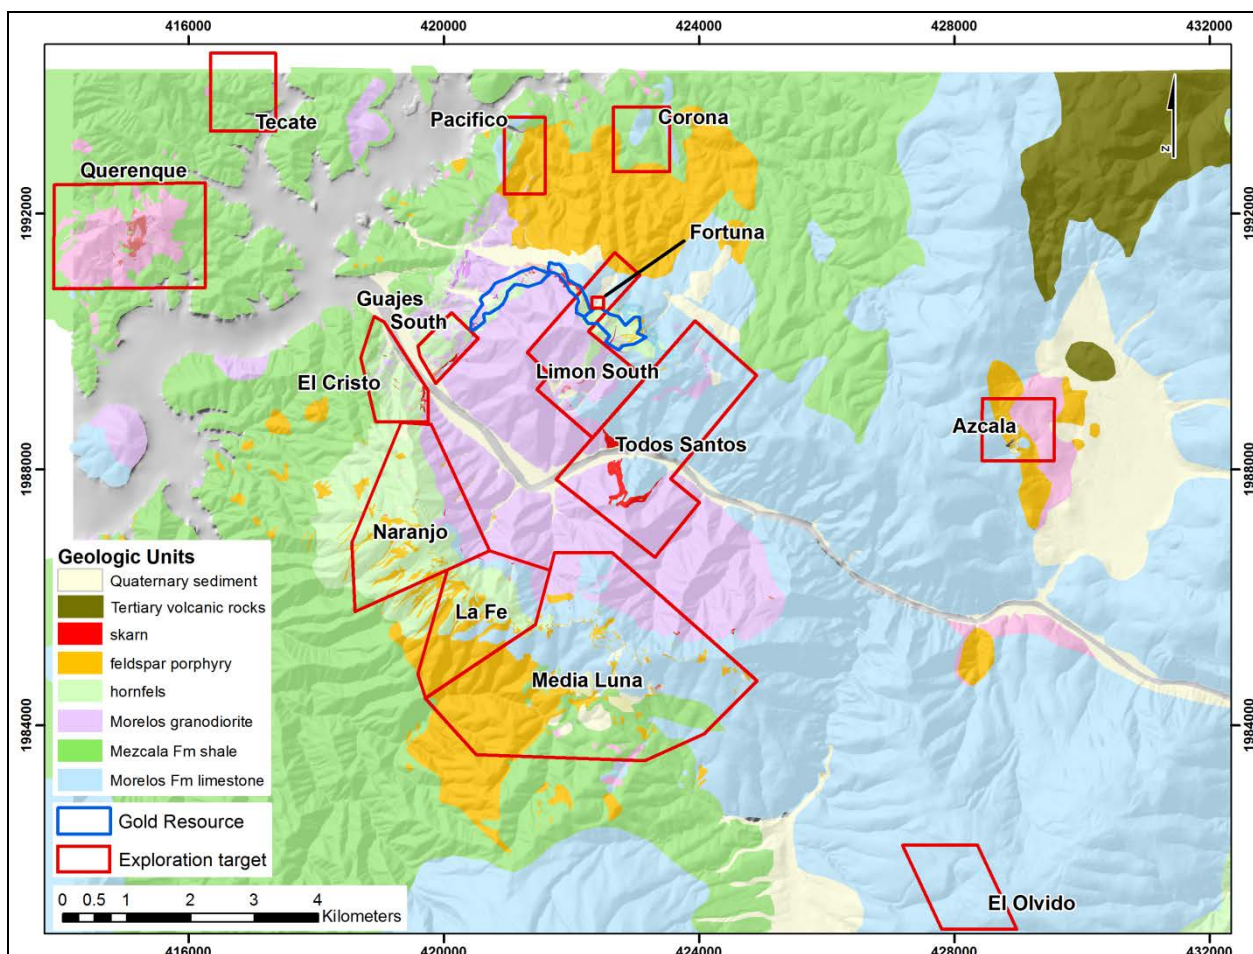 416000 420000 424000 428000 432000
Tecate
Pacifico
Corona
Querenque
1992000
1992000
Fortuna
Guajes
South
El Cristo
Limon South
Azcala
Todos Santos
1988000
1988000
Naranjo
Geologic Units
Quaternary sediment
Tertiary volcanic rocks
skarn
feldspar porphyry
hornfels
Morelos granodiorite
Mezcala Fm shale
Morelos Fm limestone
Gold Resource
Exploration target
La Fe
Media Luna
1984000
1984000
El Olvido
0 0.5 1 2 3 4
Kilometers
416000 420000 424000 428000 432000
N